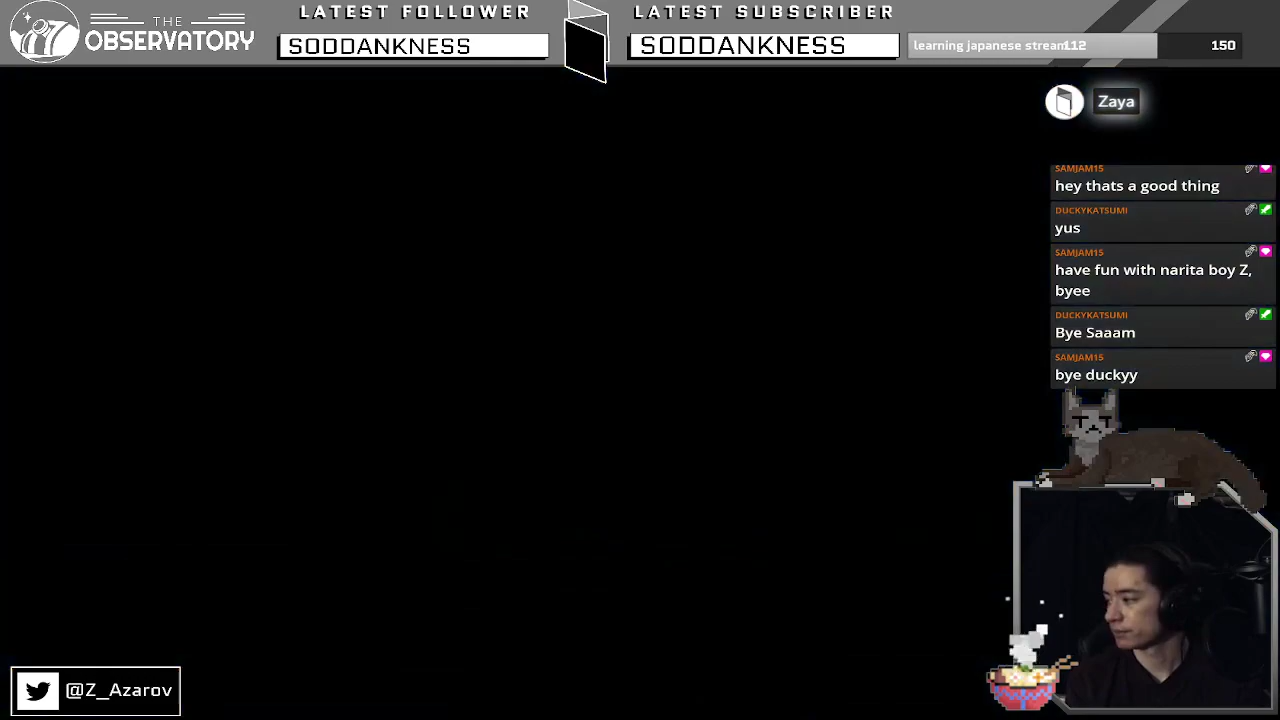 THE
OBSERVATORY
LATEST FOLLOWER
SODDANKNESS
LATEST SUBSCRIBER
SODDANKNESS
learning japanese stream 112 150
Zaya
SAMJAM15
hey thats a good thing
DUCKYKATSUMI
yus
SAMJAM15
have fun with narita boy Z,
byee
DUCKYKATSUMI
Bye Saaam
SAMJAM15
bye duckyy
@Z_Azarov